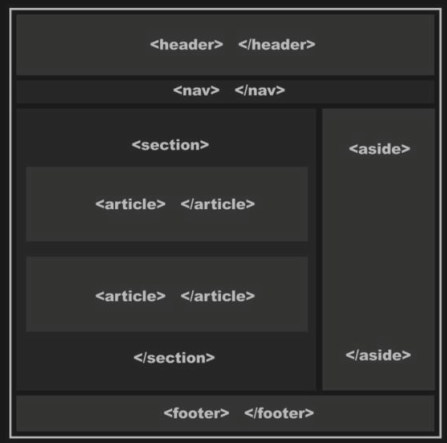 <header> </header>
<nav> </nav>
<section>
<aside>
<article> </article>
<article> </article>
</section>
</aside>
<footer> </footer>